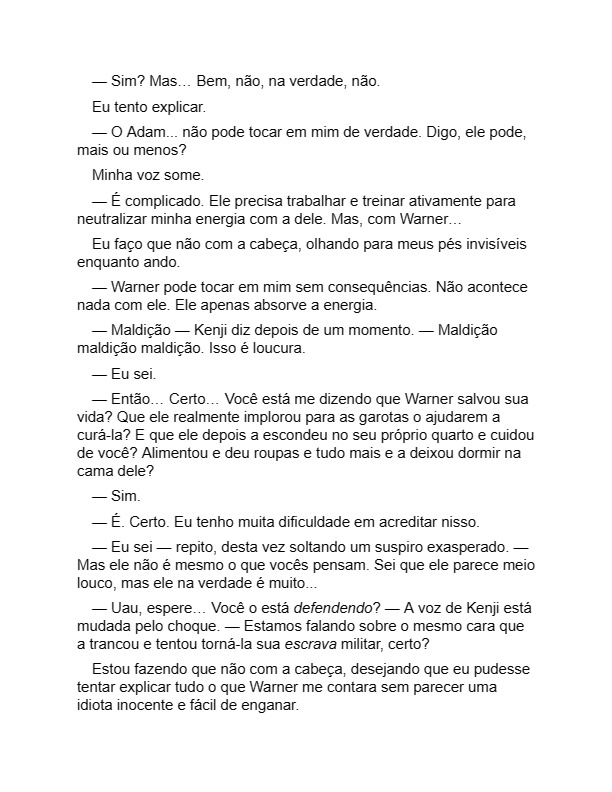 — Sim? Mas… Bem, não, na verdade, não.
Eu tento explicar.
— O Adam... não pode tocar em mim de verdade. Digo, ele pode,
mais ou menos?
Minha voz some.
— É complicado. Ele precisa trabalhar e treinar ativamente para
neutralizar minha energia com a dele. Mas, com Warner…
Eu faço que não com a cabeça, olhando para meus pés invisíveis
enquanto ando.
— Warner pode tocar em mim sem consequências. Não acontece
nada com ele. Ele apenas absorve a energia.
— Maldição — Kenji diz depois de um momento. — Maldição
maldição maldição. Isso é loucura.
— Eu sei.
— Então… Certo… Você está me dizendo que Warner salvou sua
vida? Que ele realmente implorou para as garotas o ajudarem a
curá-la? E que ele depois a escondeu no seu próprio quarto e cuidou
de você? Alimentou e deu roupas e tudo mais e a deixou dormir na
cama dele?
— Sim.
— É. Certo. Eu tenho muita dificuldade em acreditar nisso.
— Eu sei — repito, desta vez soltando um suspiro exasperado. —
Mas ele não é mesmo o que vocês pensam. Sei que ele parece meio
louco, mas ele na verdade é muito...
— Uau, espere… Você o está defendendo? — A voz de Kenji está
mudada pelo choque. — Estamos falando sobre o mesmo cara que
a trancou e tentou torná-la sua escrava militar, certo?
Estou fazendo que não com a cabeça, desejando que eu pudesse
tentar explicar tudo o que Warner me contara sem parecer uma
idiota inocente e fácil de enganar.